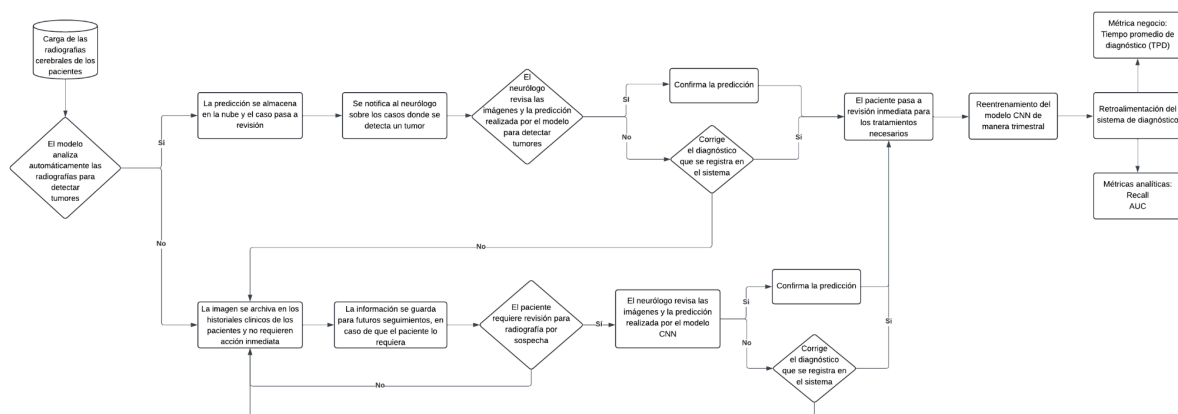 Carga de las
radiografias
cerebrales de los
pacientes
El modelo
analiza
automáticamente las
radiografías para
detectar
tumores
Si
No
La predicción se almacena
en la nube y el caso pasa a
revisión
Se notifica al neurólogo
sobre los casos donde se
detecta un tumor
El
neurólogo
revisa las
imágenes y la predicción
realizada por el modelo
para detectar
tumores
SI
No
Confirma la predicción
Corrige
el diagnóstico
que se registra en
el sistema
Si
No
El paciente pasa a
revisión inmediata para
los tratamientos
necesarios
Reentrenamiento del
modelo CNN de
manera trimestral
Retroalimentación del
sistema de diagnóstico
Métrica negocio:
Tiempo promedio de
diagnóstico (TPD)
Métricas analíticas:
Recall
AUC
La imagen se archiva en los
historiales clínicos de los
pacientes y no requieren
acción inmediata
La información se guarda
para futuros seguimientos, en
caso de que el paciente lo
requiera
El paciente
requiere revisión para
radiografía por
sospecha
Si
No
El neurólogo revisa las
imágenes y la predicción
realizada por el modelo
CNN
Si
No
Confirma la predicción
Corrige
el diagnóstico
que se registra en
el sistema
Si